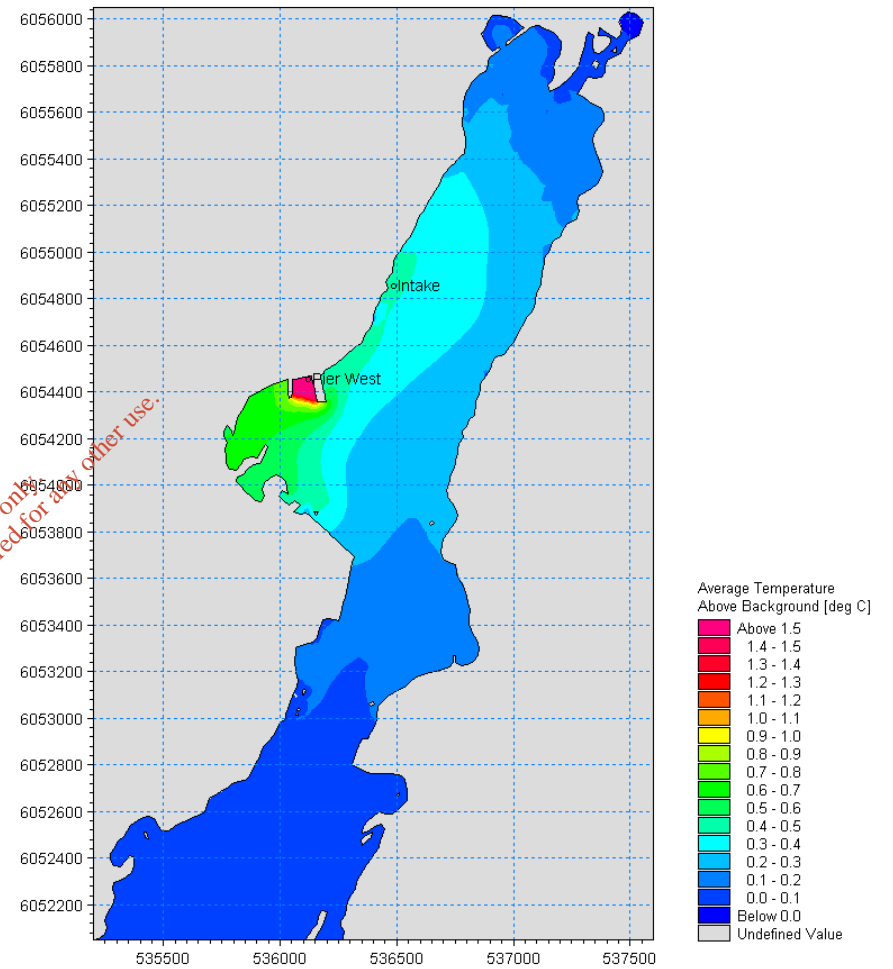 6056000
6055800
6055600
6055400
6055200
6055000
6054800
6054600
6054400
6054200
6054000
6053800
6053600
6053400
6053200
6053000
6052800
6052600
6052400
6052200
535500
536000
536500
537000
537500
Intake
Pier West
only.
for any other use.
Average Temperature
Above Background [deg C]
Above 1.5
1.4 - 1.5
1.3 - 1.4
1.2 - 1.3
1.1 - 1.2
1.0 - 1.1
0.9 - 1.0
0.8 - 0.9
0.7 - 0.8
0.6 - 0.7
0.5 - 0.6
0.4 - 0.5
0.3 - 0.4
0.2 - 0.3
0.1 - 0.2
0.0 - 0.1
Below 0.0
Undefined Value